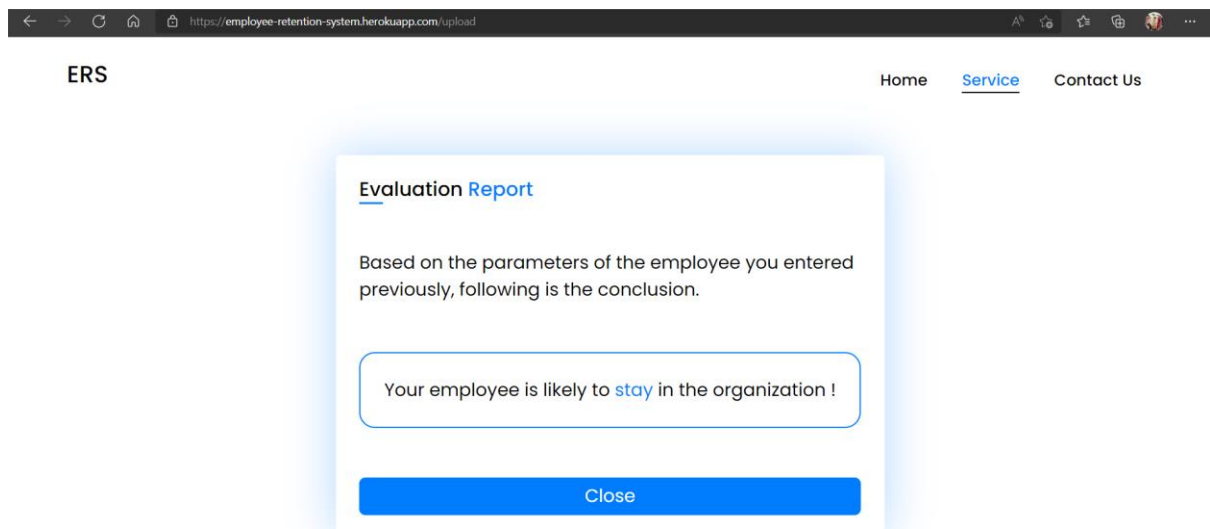 https://employee-retention-system.herokuapp.com/upload
ERS
Home Service Contact Us
Evaluation Report
Based on the parameters of the employee you entered
previously, following is the conclusion.
Your employee is likely to stay in the organization !
Close